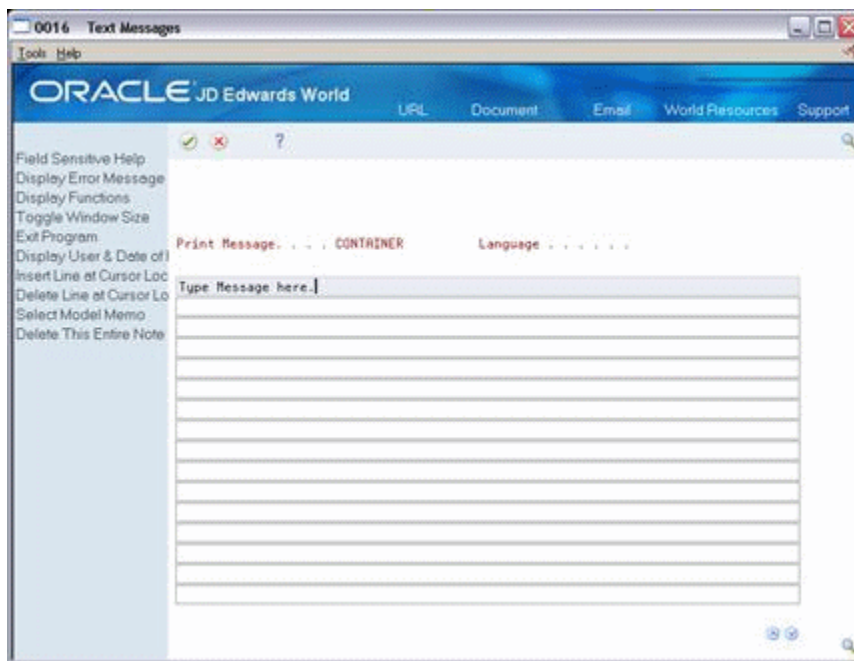 0016 Text Messages
Tools Help
ORACLE JD Edwards World
URL Document Email World Resources Support
?
Field Sensitive Help
Display Error Message
Display Functions
Toggle Window Size
Exit Program
Display User & Date of
Insert Line at Cursor Loc
Delete Line at Cursor Lo
Select Model Memo
Delete This Entire Note
Print Message. . . . CONTAINER Language . . . . . .
Type Message here.